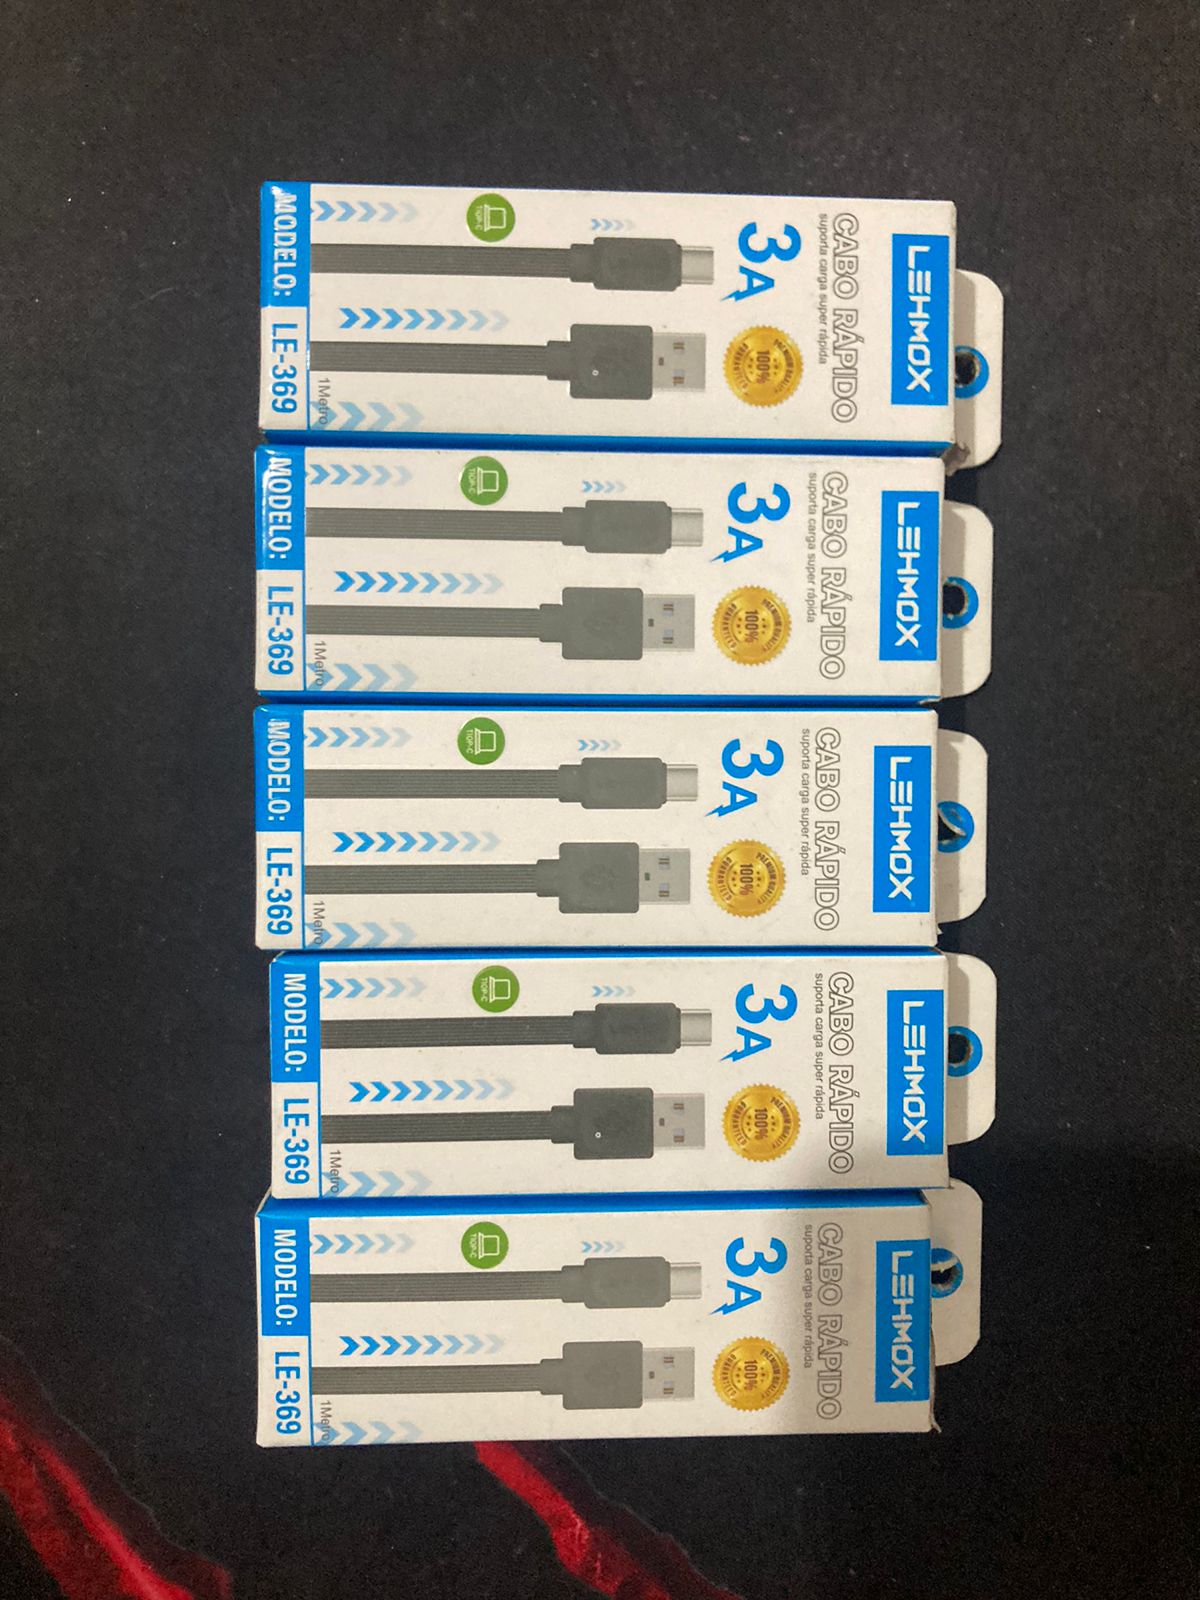 LEHMOX
CABO RÁPIDO
suporta carga super rápida
3A
PREMIUM QUALITY
100%
GUARANTEED
TIOP-C
1Metro
MODELO: LE-369
LEHMOX
CABO RÁPIDO
suporta carga super rápida
3A
PREMIUM QUALITY
100%
GUARANTEED
TIOP-C
1Metro
MODELO: LE-369
LEHMOX
CABO RÁPIDO
suporta carga super rápida
3A
PREMIUM QUALITY
100%
GUARANTEED
TIOP-C
1Metro
MODELO: LE-369
LEHMOX
CABO RÁPIDO
suporta carga super rápida
3A
PREMIUM QUALITY
100%
GUARANTEED
TIOP-C
1Metro
MODELO: LE-369
LEHMOX
CABO RÁPIDO
suporta carga super rápida
3A
PREMIUM QUALITY
100%
GUARANTEED
TIOP-C
1Metro
MODELO: LE-369